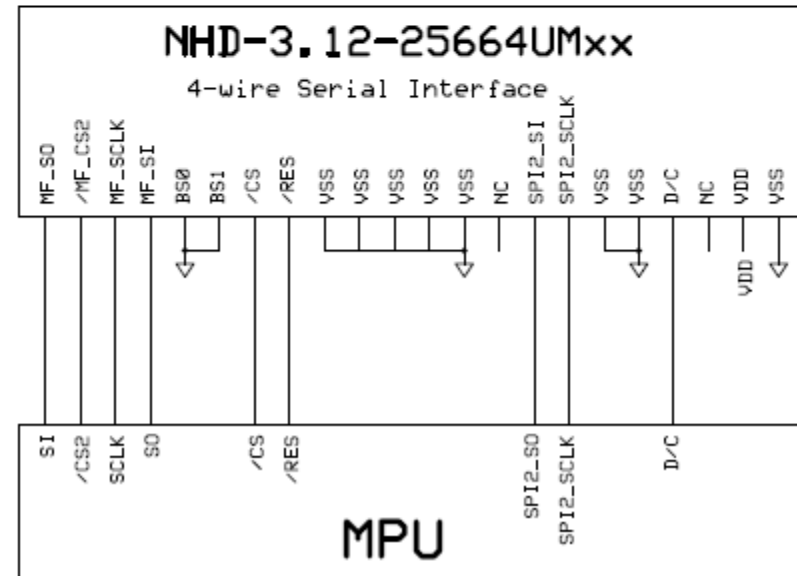 NHD-3.12-25664UMxx
4-wire Serial Interface
MF_SO
/MF_CS2
MF_SCLK
MF_SI
BS0
BS1
/CS
/RES
VSS
VSS
VSS
VSS
VSS
NC
SPI2_SI
SPI2_SCLK
VSS
VSS
D/C
NC
VDD
VSS
VDD
SI
/CS2
SCLK
SO
/CS
/RES
SPI2_SO
SPI2_SCLK
D/C
MPU